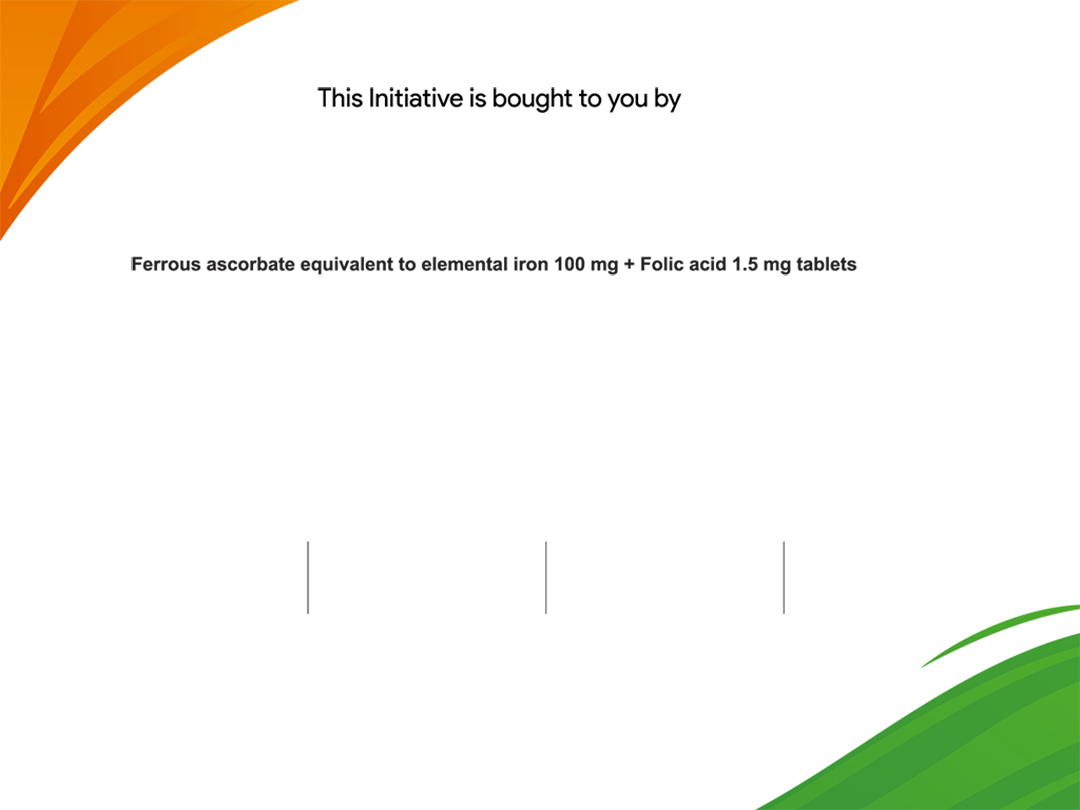 This Initiative is bought to you by
Ferrous ascorbate equivalent to elemental iron 100 mg + Folic acid 1.5 mg tablets